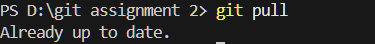 PS D:\git assignment 2> git pull
Already up to date.